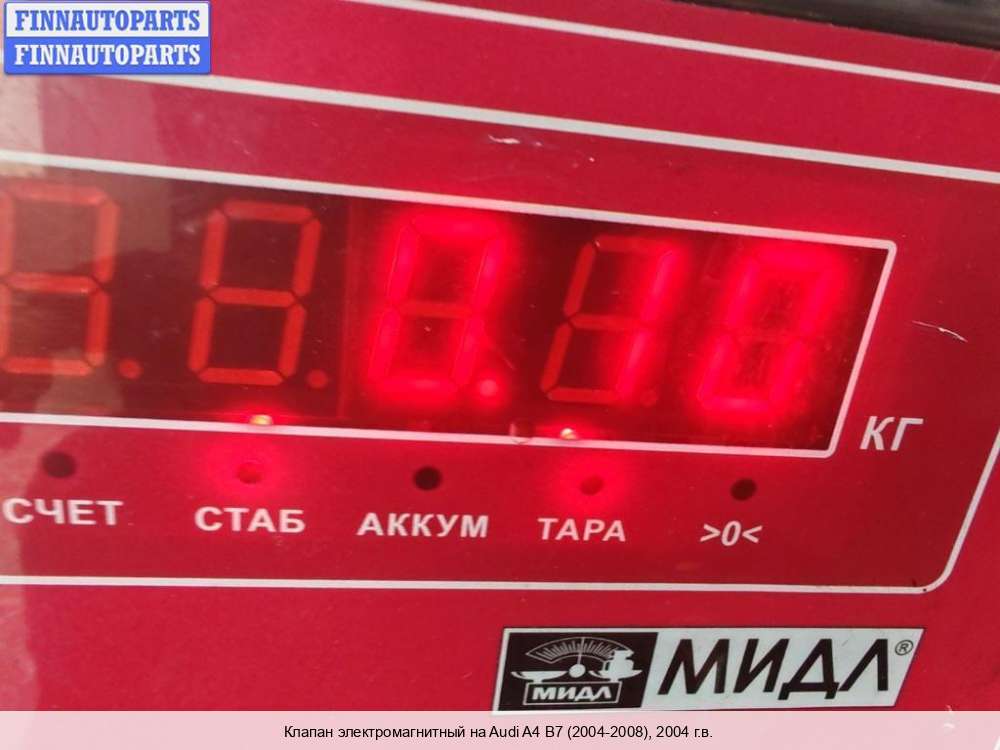 FINNAUTOPARTS
FINNAUTOPARTS
0.10
КГ
СЧЕТ СТАБ АККУМ ТАРА >0<
МИДЛ МИДЛ®
Клапан электромагнитный на Audi A4 B7 (2004-2008), 2004 г.в.